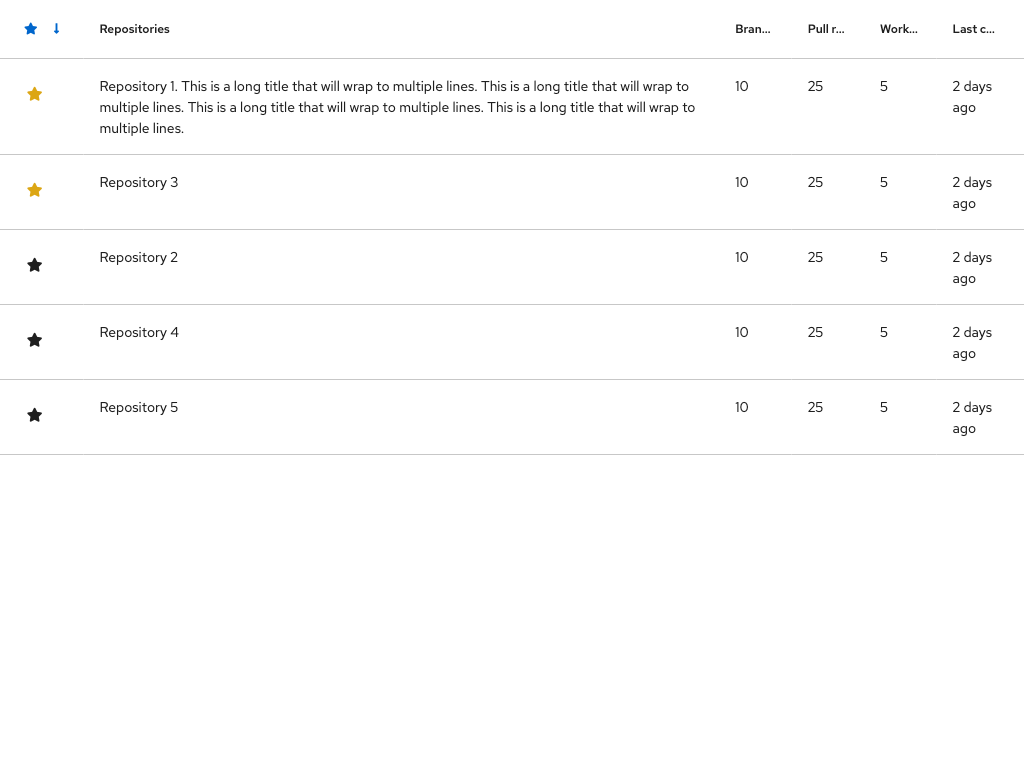 Repositories Bran... Pull r... Work... Last c...
Repository 1. This is a long title that will wrap to multiple lines. This is a long title that will wrap to 10 25 5 2 days
multiple lines. This is a long title that will wrap to multiple lines. This is a long title that will wrap to ago
multiple lines.
Repository 3 10 25 5 2 days
ago
Repository 2 10 25 5 2 days
ago
Repository 4 10 25 5 2 days
ago
Repository 5 10 25 5 2 days
ago